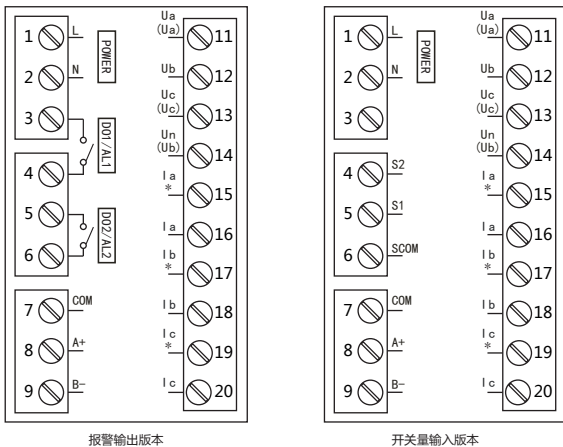 1 L
2 N
POWER
3
DO1/AL1
4
5
DO2/AL2
6
7 COM
8 A+
9 B-
Ua
(Ua) 11
Ub 12
Uc
(Uc) 13
Un
(Ub) 14
Ia
* 15
Ia 16
Ib
* 17
Ib 18
Ic
* 19
Ic 20
报警输出版本
1 L
2 N
POWER
3
4 S2
5 S1
6 SCOM
7 COM
8 A+
9 B-
Ua
(Ua) 11
Ub 12
Uc
(Uc) 13
Un
(Ub) 14
Ia
* 15
Ia 16
Ib
* 17
Ib 18
Ic
* 19
Ic 20
开关量输入版本